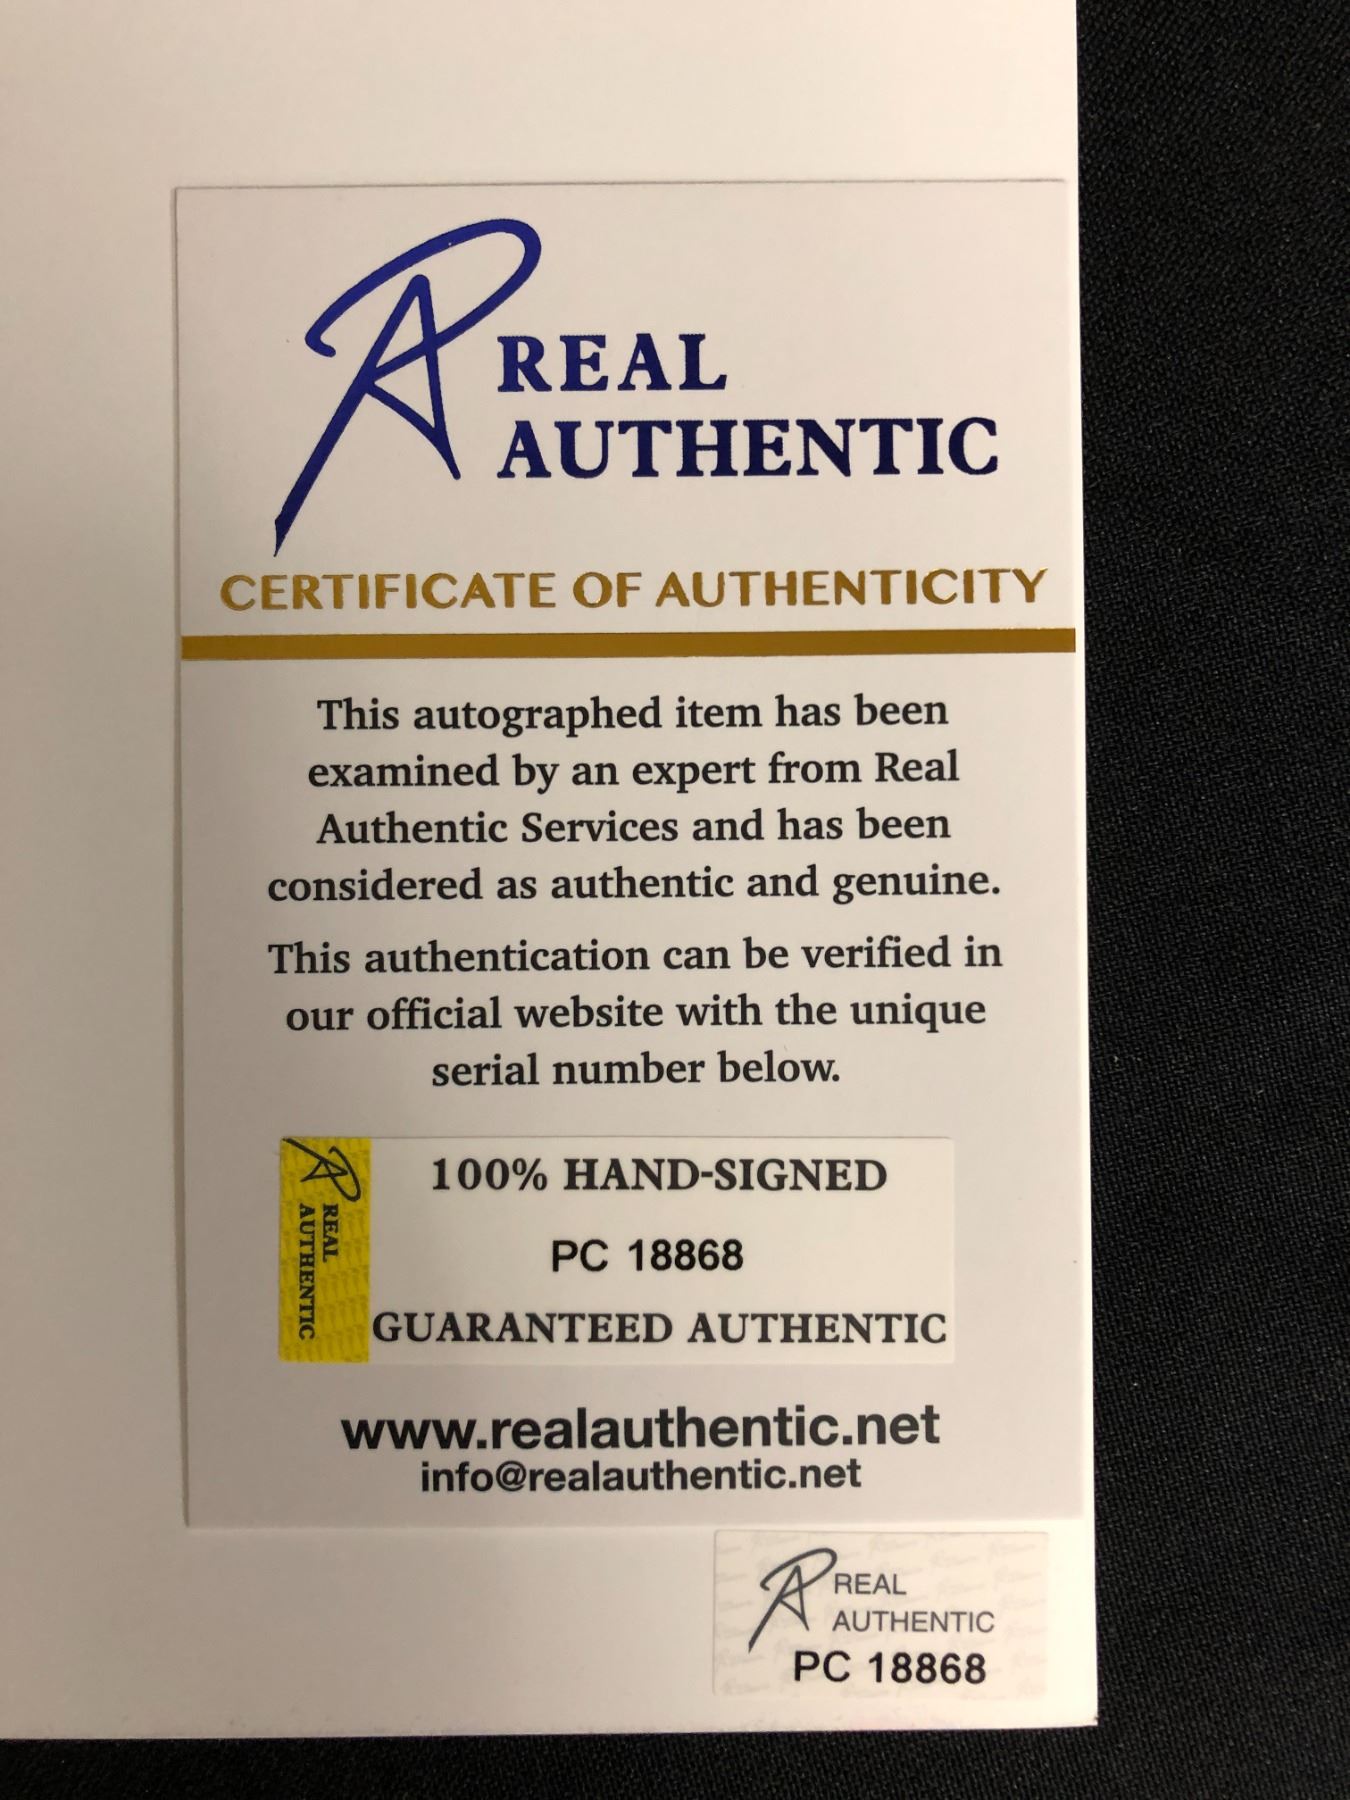 REAL
AUTHENTIC
CERTIFICATE OF AUTHENTICITY
This autographed item has been
examined by an expert from Real
Authentic Services and has been
considered as authentic and genuine.
This authentication can be verified in
our official website with the unique
serial number below.
REAL
AUTHENTIC
100% HAND-SIGNED
PC 18868
GUARANTEED AUTHENTIC
www.realauthentic.net
info@realauthentic.net
REAL
AUTHENTIC
PC 18868